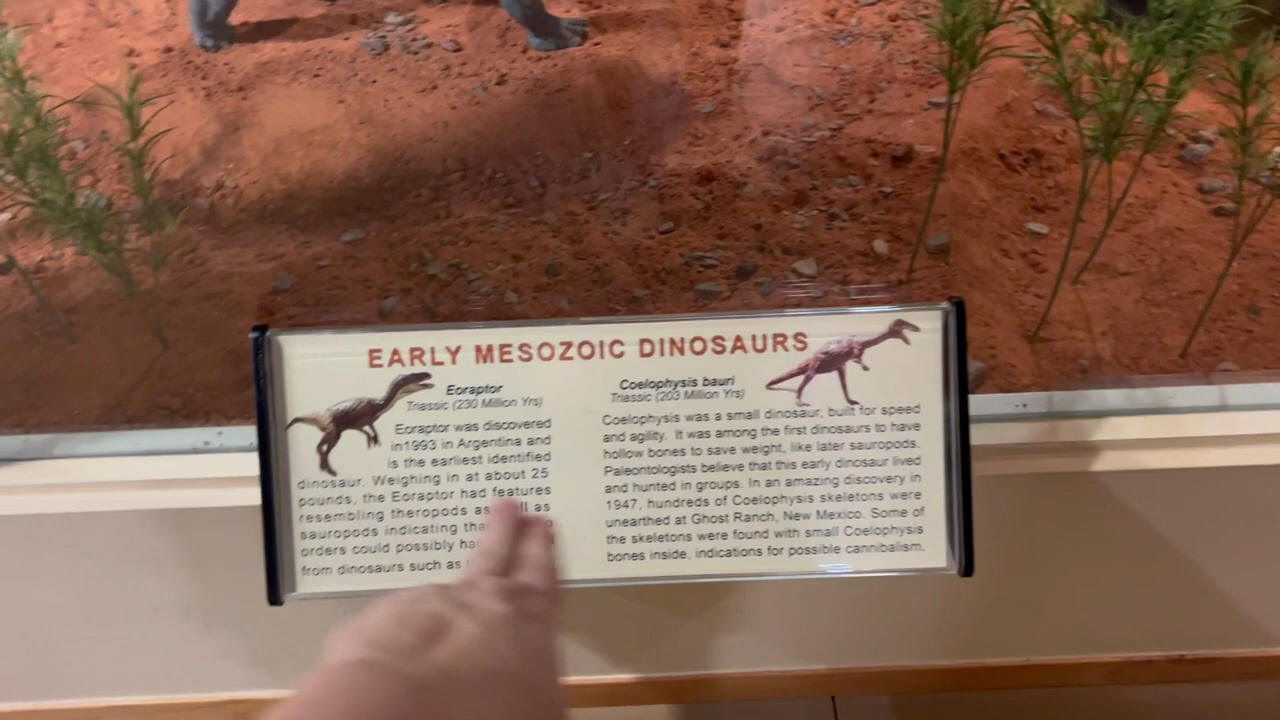 EARLY MESOZOIC DINOSAURS
Eoraptor
Triassic (230 Million Yrs)
Eoraptor was discovered
in1993 in Argentina and
is the earliest identified
dinosaur. Weighing in at about 25
pounds, the Eoraptor had features
resembling theropods as as
sauropods indicating
orders could possibly
from dinosaurs such as
Coelophysis bauri
Triassic (203 Million Yrs)
Coelophysis was a small dinosaur, built for speed
and agility. It was among the first dinosaurs to have
hollow bones to save weight, like later sauropods.
Paleontologists believe that this early dinosaur lived
and hunted in groups. In an amazing discovery in
1947, hundreds of Coelophysis skeletons were
unearthed at Ghost Ranch, New Mexico. Some of
the skeletons were found with small Coelophysis
bones inside, indications for possible cannibalism.